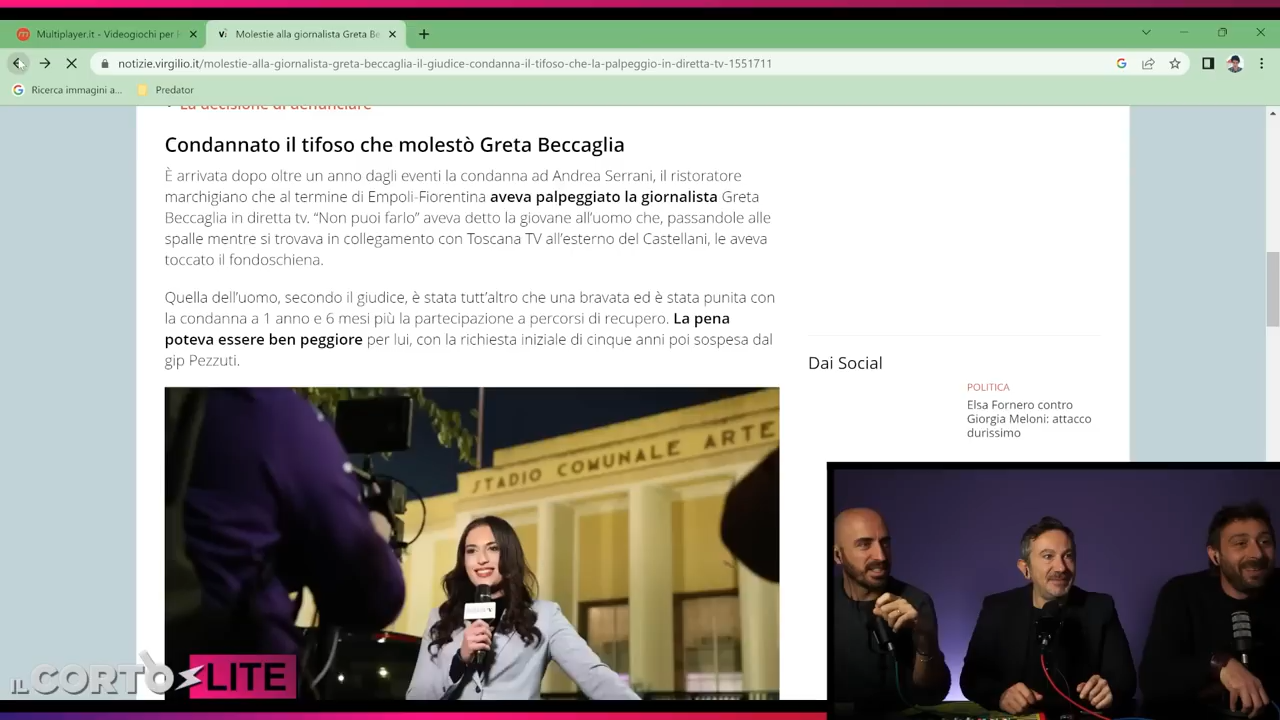 Multiplayer.it - Videogiochi per
Molestie alla giornalista Greta Be
notizie.virgilio.it/molestie-alla-giornalista-greta-beccaglia-il-giudice-condanna-il-tifoso-che-la-palpeggio-in-diretta-tv-1551711
Ricerca immagini a...
Predator
La decisione di denunciare
Condannato il tifoso che molestò Greta Beccaglia
È arrivata dopo oltre un anno dagli eventi la condanna ad Andrea Serrani, il ristoratore
marchigiano che al termine di Empoli-Fiorentina aveva palpeggiato la giornalista Greta
Beccaglia in diretta tv. “Non puoi farlo” aveva detto la giovane all’uomo che, passandole alle
spalle mentre si trovava in collegamento con Toscana TV all’esterno del Castellani, le aveva
toccato il fondoschiena.
Quella dell’uomo, secondo il giudice, è stata tutt’altro che una bravata ed è stata punita con
la condanna a 1 anno e 6 mesi più la partecipazione a percorsi di recupero. La pena
poteva essere ben peggiore per lui, con la richiesta iniziale di cinque anni poi sospesa dal
gip Pezzuti.
Dai Social
POLITICA
Elsa Fornero contro
Giorgia Meloni: attacco
durissimo
STADIO COMUNALE ARTE
IL CORTO LITE